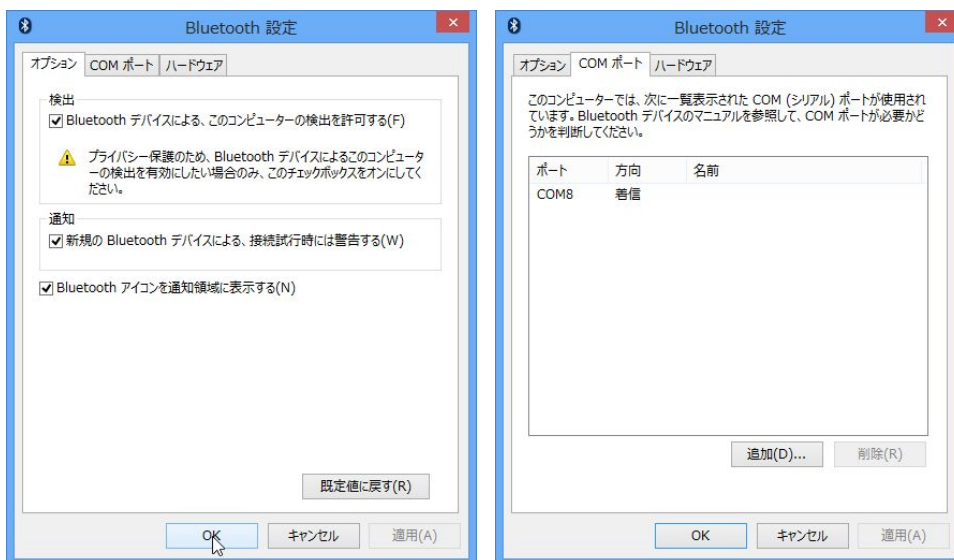 Bluetooth 設定
オプション COM ポート ハードウェア
検出
Bluetooth デバイスによる、このコンピューターの検出を許可する(F)
プライバシー保護のため、Bluetooth デバイスによるこのコンピュータ
ーの検出を有効にしたい場合のみ、このチェックボックスをオンにしてく
ださい。
通知
新規の Bluetooth デバイスによる、接続試行時には警告する(W)
Bluetooth アイコンを通知領域に表示する(N)
既定値に戻す(R)
OK キャンセル 適用(A)
Bluetooth 設定
オプション COM ポート ハードウェア
このコンピューターでは、次に一覧表示された COM (シリアル) ポートが使用され
ています。Bluetooth デバイスのマニュアルを参照して、COM ポートが必要かど
うかを判断してください。
ポート 方向 名前
COM8 着信
追加(D)... 削除(R)
OK キャンセル 適用(A)